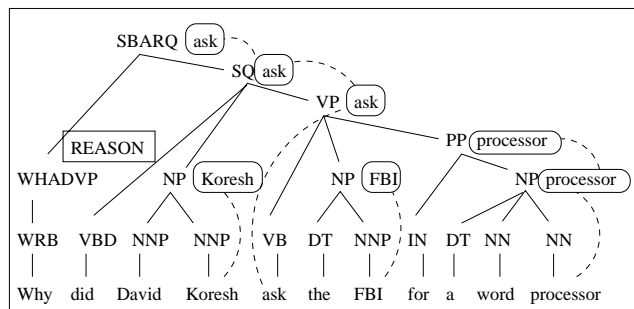 SBARQ ask
SQ ask
VP ask
PP processor
REASON
WHADVP NP Koresh NP FBI NP processor
WRB VBD NNP NNP VB DT NNP IN DT NN NN
Why did David Koresh ask the FBI for a word processor